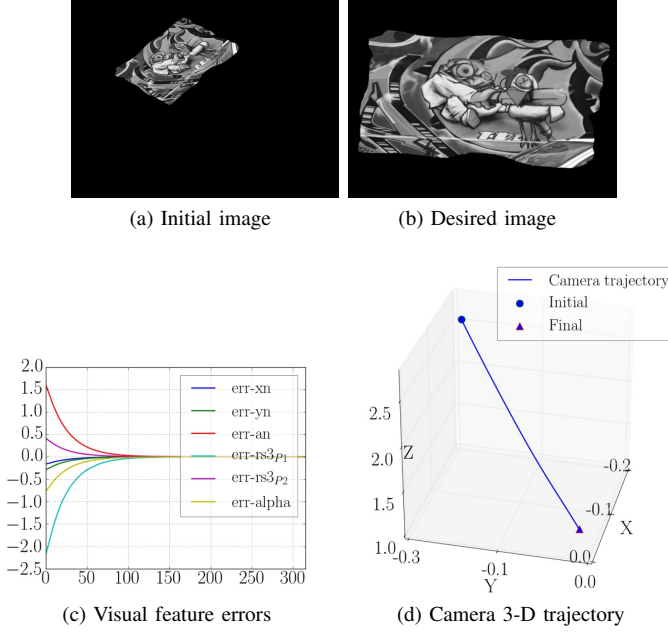 (a) Initial image
(b) Desired image
2.0
1.5
1.0
0.5
0.0
−0.5
−1.0
−1.5
−2.0
−2.5
0 50 100 150 200 250 300
err-xn
err-yn
err-an
err-rs3P1
err-rs3P2
err-alpha
(c) Visual feature errors
Camera trajectory
Initial
Final
2.5
2.0
1.5
1.0
Z
-0.3
-0.1
0.0
Y
-0.2
-0.1
0.0
X
(d) Camera 3-D trajectory